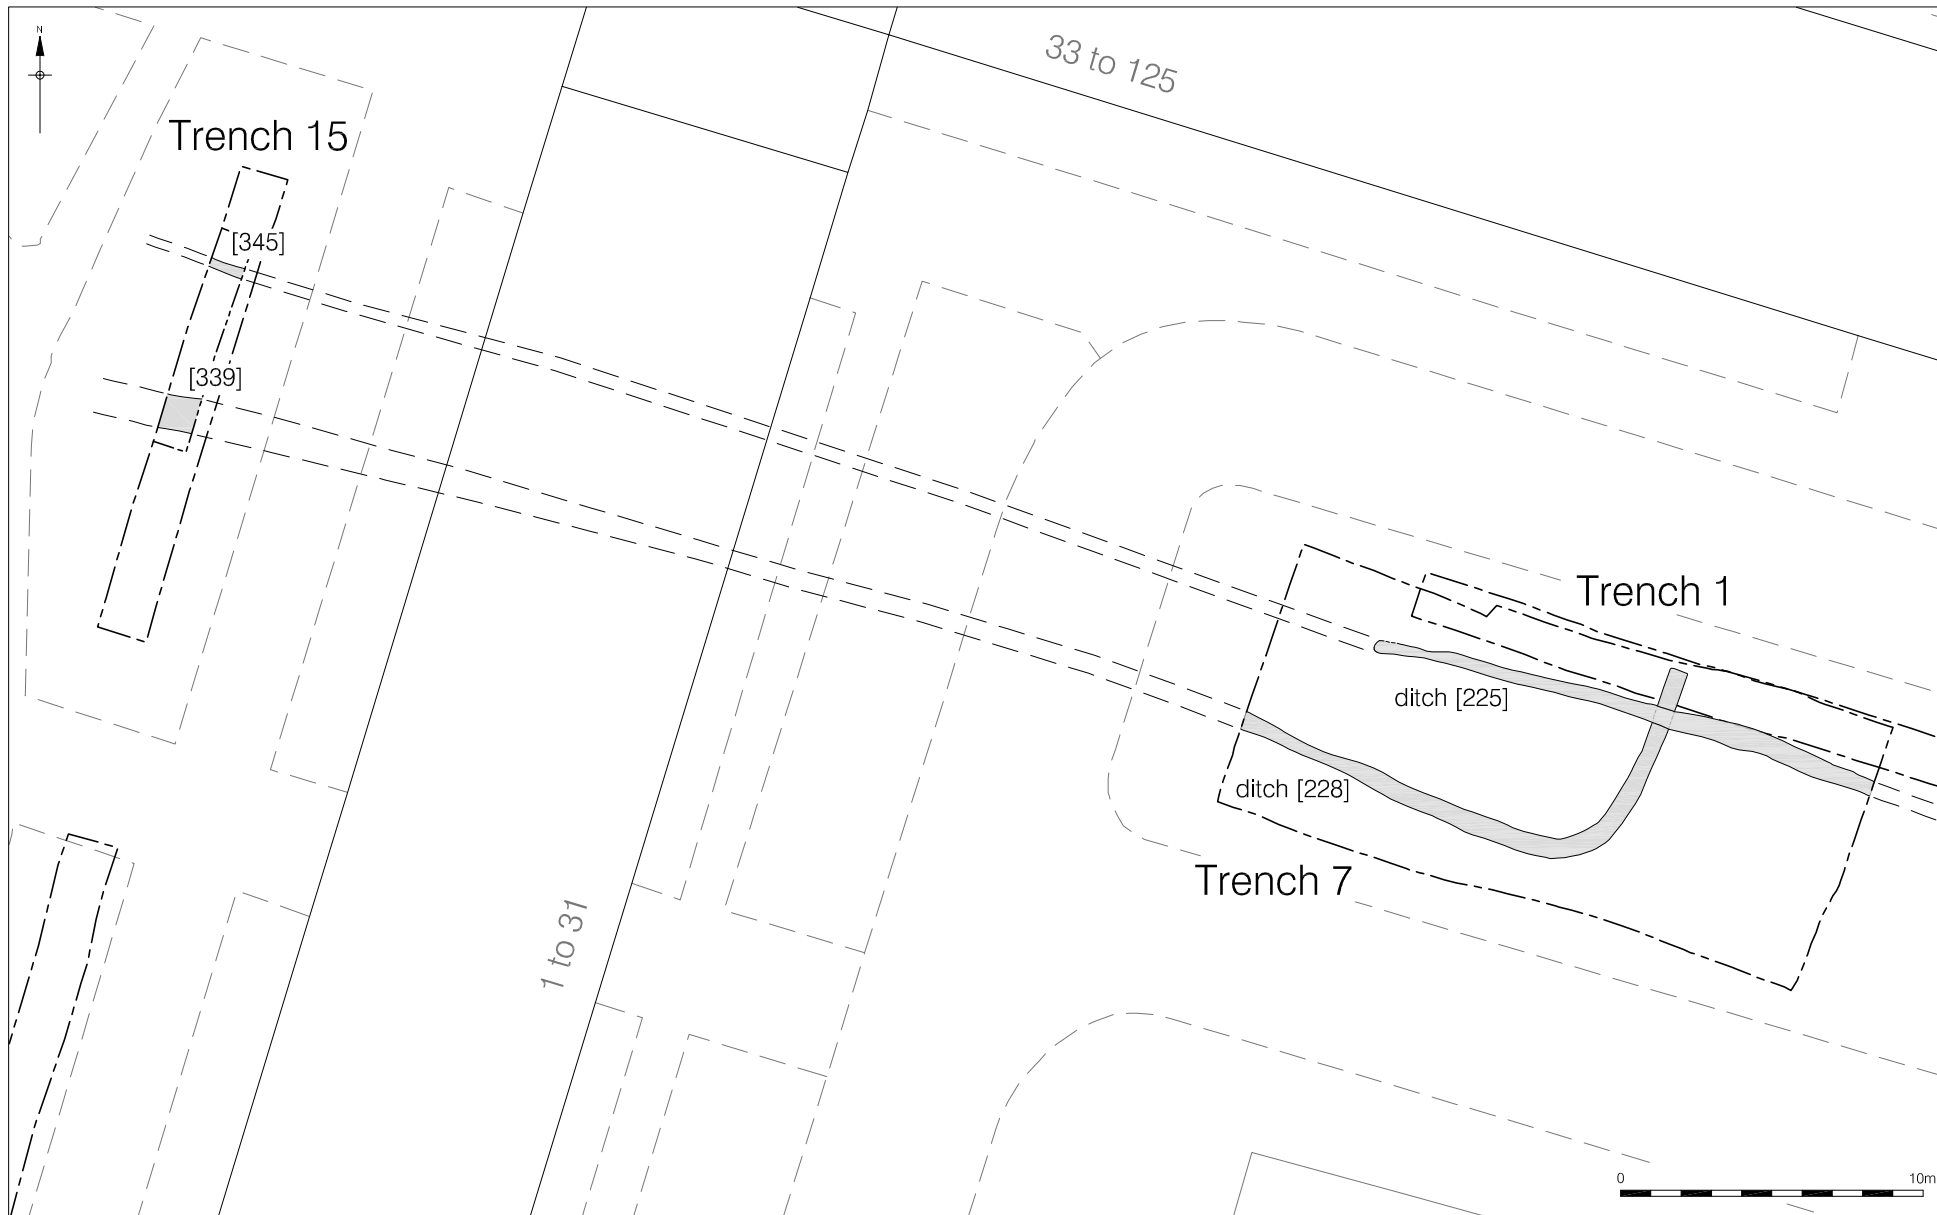 N
33 to 125
Trench 15
[345]
[339]
Trench 1
ditch [225]
ditch [228]
Trench 7
1 to 31
0 10m